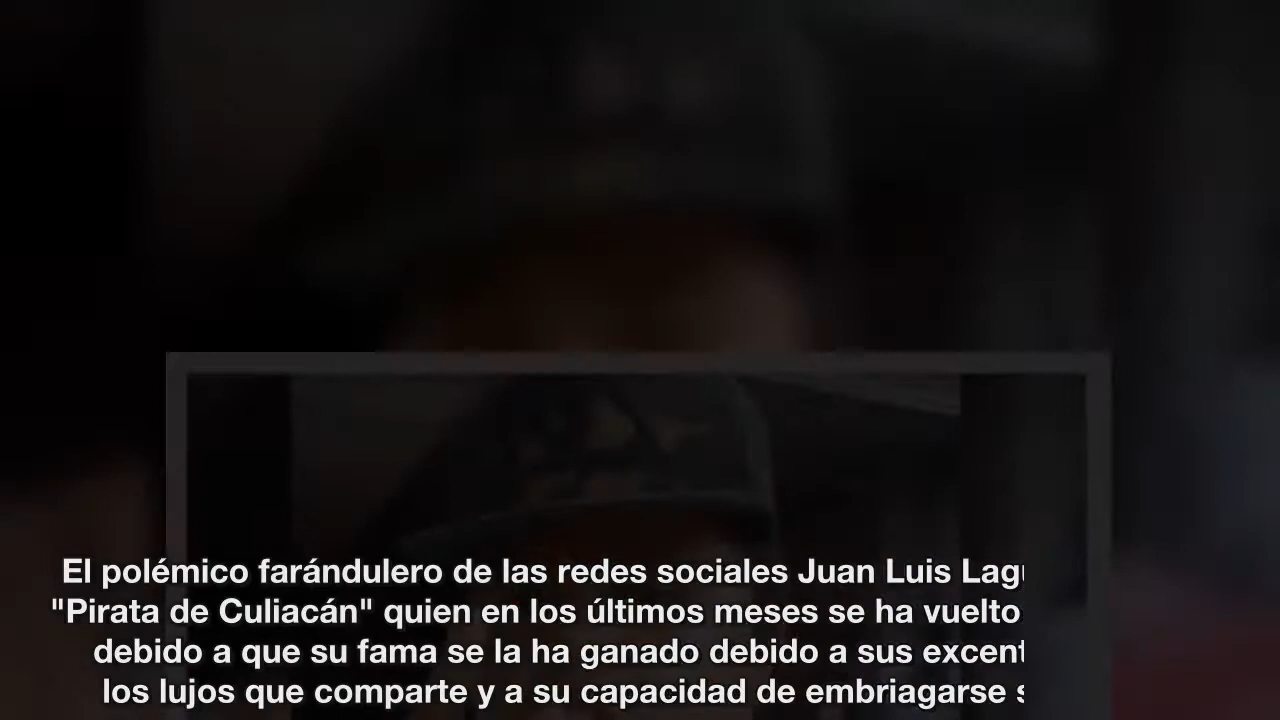 El polémico farándulero de las redes sociales Juan Luis
"Pirata de Culiacán" quien en los últimos meses se ha vuelto
debido a que su fama se la ha ganado debido a sus
los lujos que comparte y a su capacidad de embriagarse